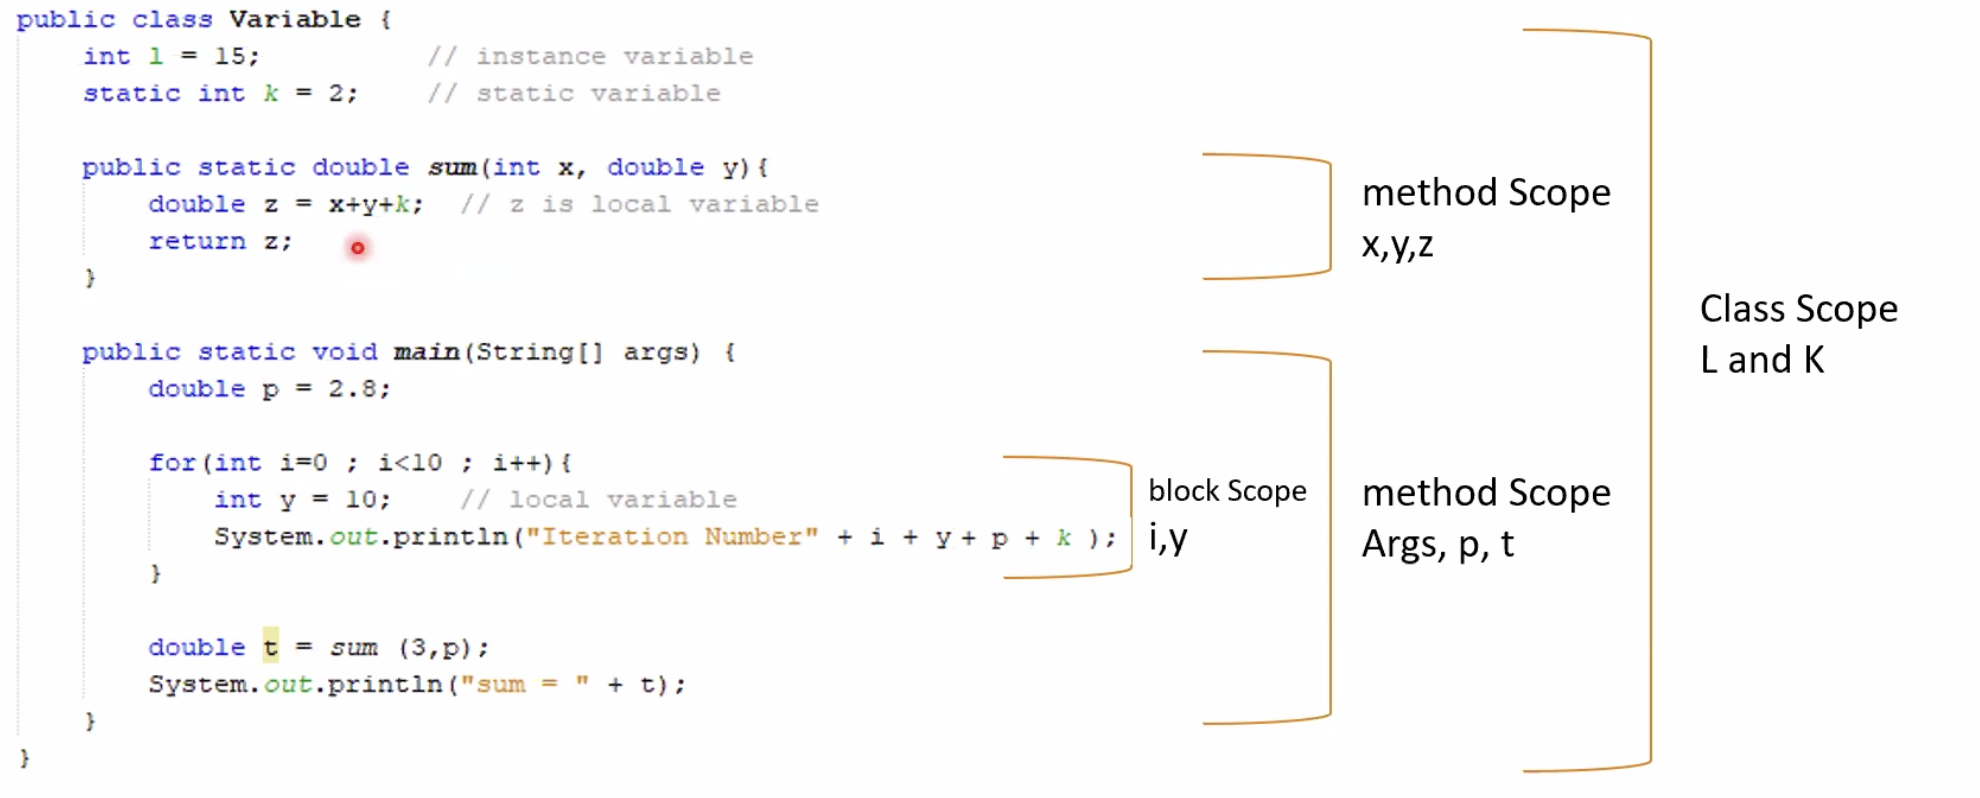 public class Variable {
int l = 15; // instance variable
static int k = 2; // static variable
public static double sum(int x, double y){
double z = x+y+k; // z is local variable
return z;
}
public static void main(String[] args) {
double p = 2.8;
for(int i=0 ; i<10 ; i++){
int y = 10; // local variable
System.out.println("Iteration Number" + i + y+ p + k );
}
double t = sum (3,p);
System.out.println("sum = " + t);
}
}
method Scope
x,y,z
block Scope
i,y
method Scope
Args, p, t
Class Scope
L and K